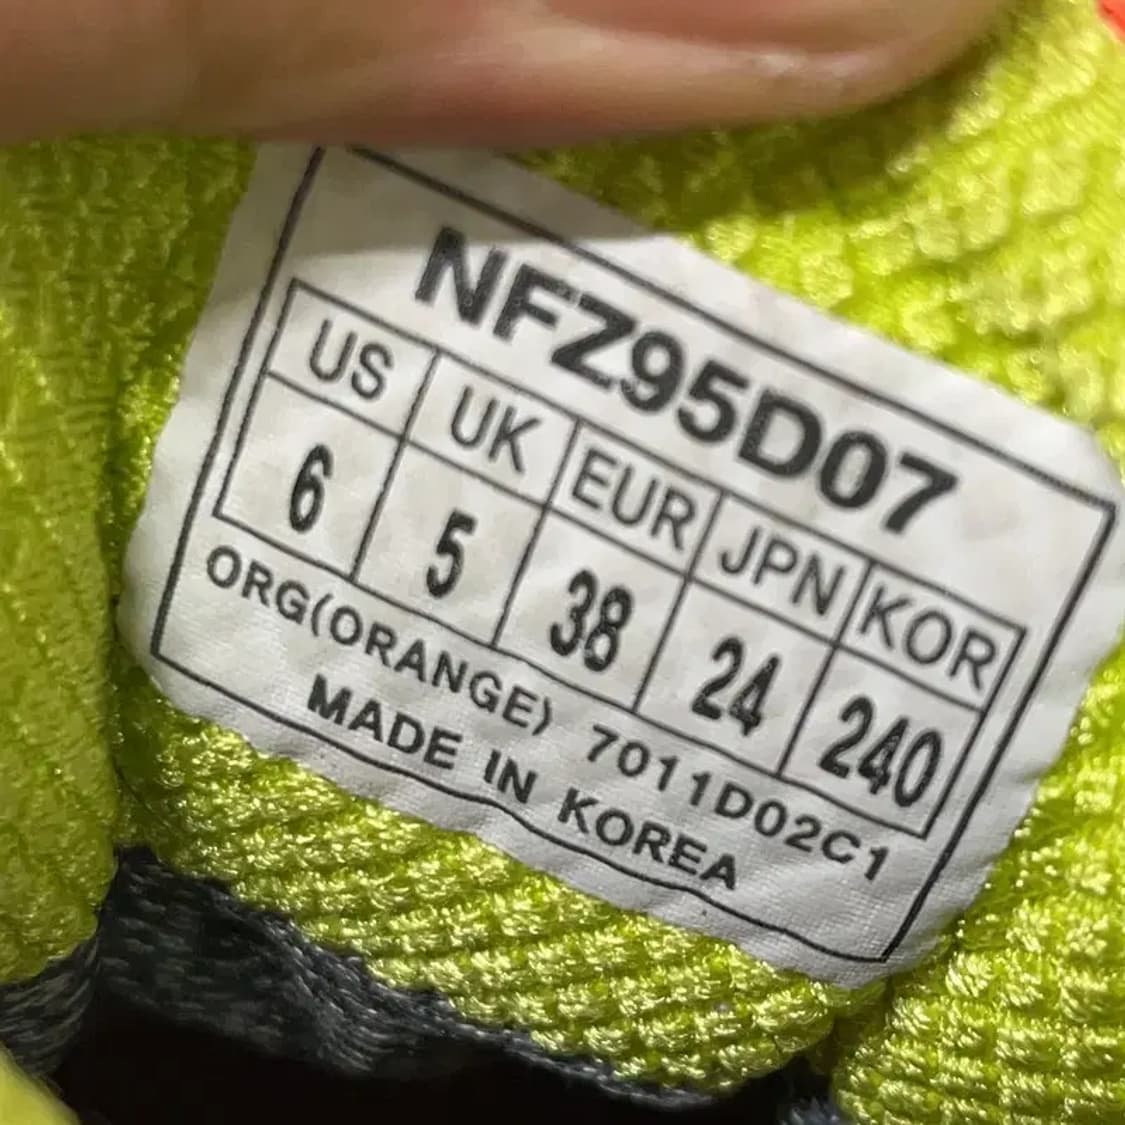 NFZ95D07
US UK EUR JPN KOR
6 5 38 24 240
ORG(ORANGE) 7011D02C1
MADE IN KOREA